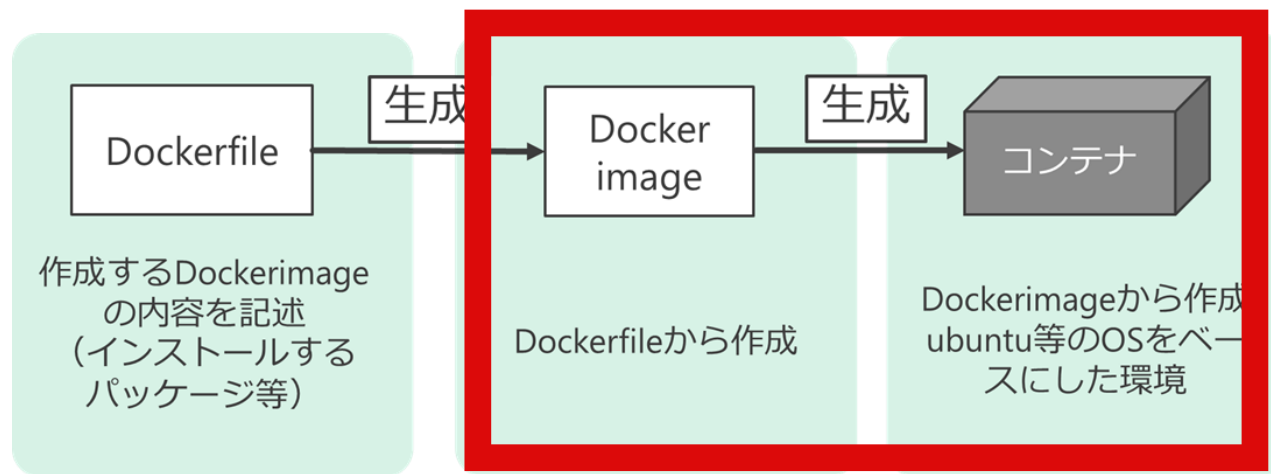 Dockerfile
生成
Docker
image
生成
コンテナ
作成するDockerimage
の内容を記述
（インストールする
パッケージ等）
Dockerfileから作成
Dockerimageから作成
ubuntu等のOSをベー
スにした環境